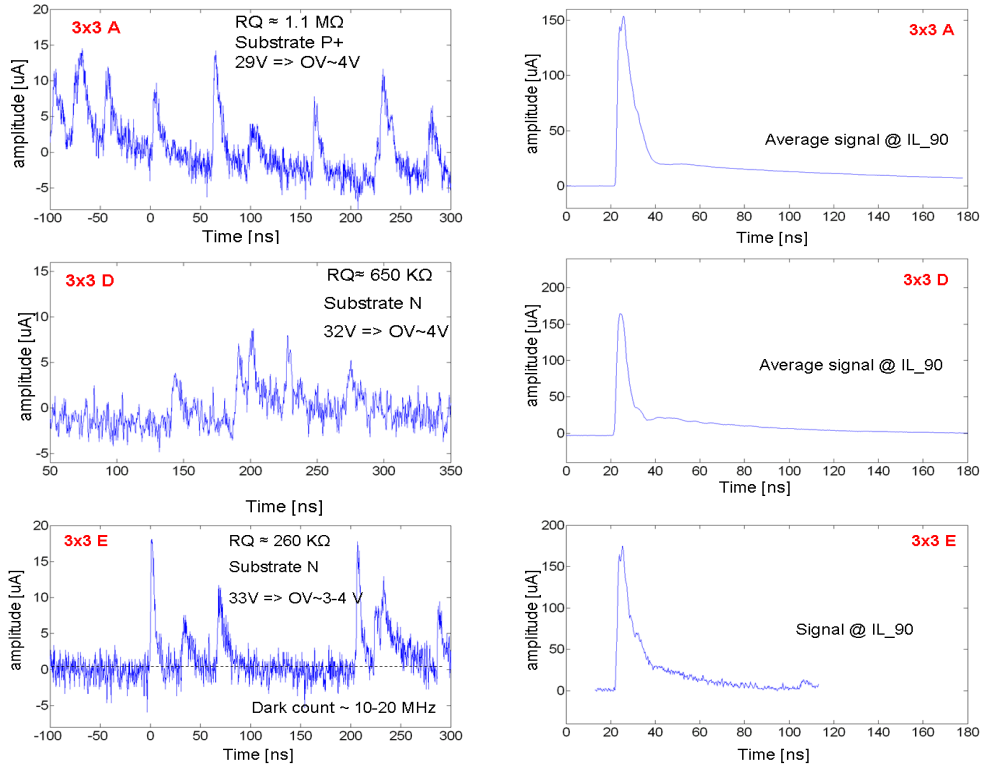 3x3 A
RQ ≈ 1.1 MΩ
Substrate P+
29V => OV~4V
amplitude [uA]
20
15
10
5
0
-5
-100 -50 0 50 100 150 200 250 300
Time [ns]
3x3 A
Average signal @ IL_90
amplitude [uA]
150
100
50
0
0 20 40 60 80 100 120 140 160 180
Time [ns]
3x3 D
RQ≈ 650 KΩ
Substrate N
32V => OV~4V
amplitude [uA]
15
10
5
0
-5
50 100 150 200 250 300 350
Time [ns]
3x3 D
Average signal @ IL_90
amplitude [uA]
200
150
100
50
0
0 20 40 60 80 100 120 140 160 180
Time [ns]
3x3 E
RQ ≈ 260 KΩ
Substrate N
33V => OV~3-4 V
Dark count ~ 10-20 MHz
amplitude [uA]
20
15
10
5
0
-5
-100 -50 0 50 100 150 200 250 300
Time [ns]
3x3 E
Signal @ IL_90
amplitude [uA]
200
150
100
50
0
0 20 40 60 80 100 120 140 160 180
Time [ns]